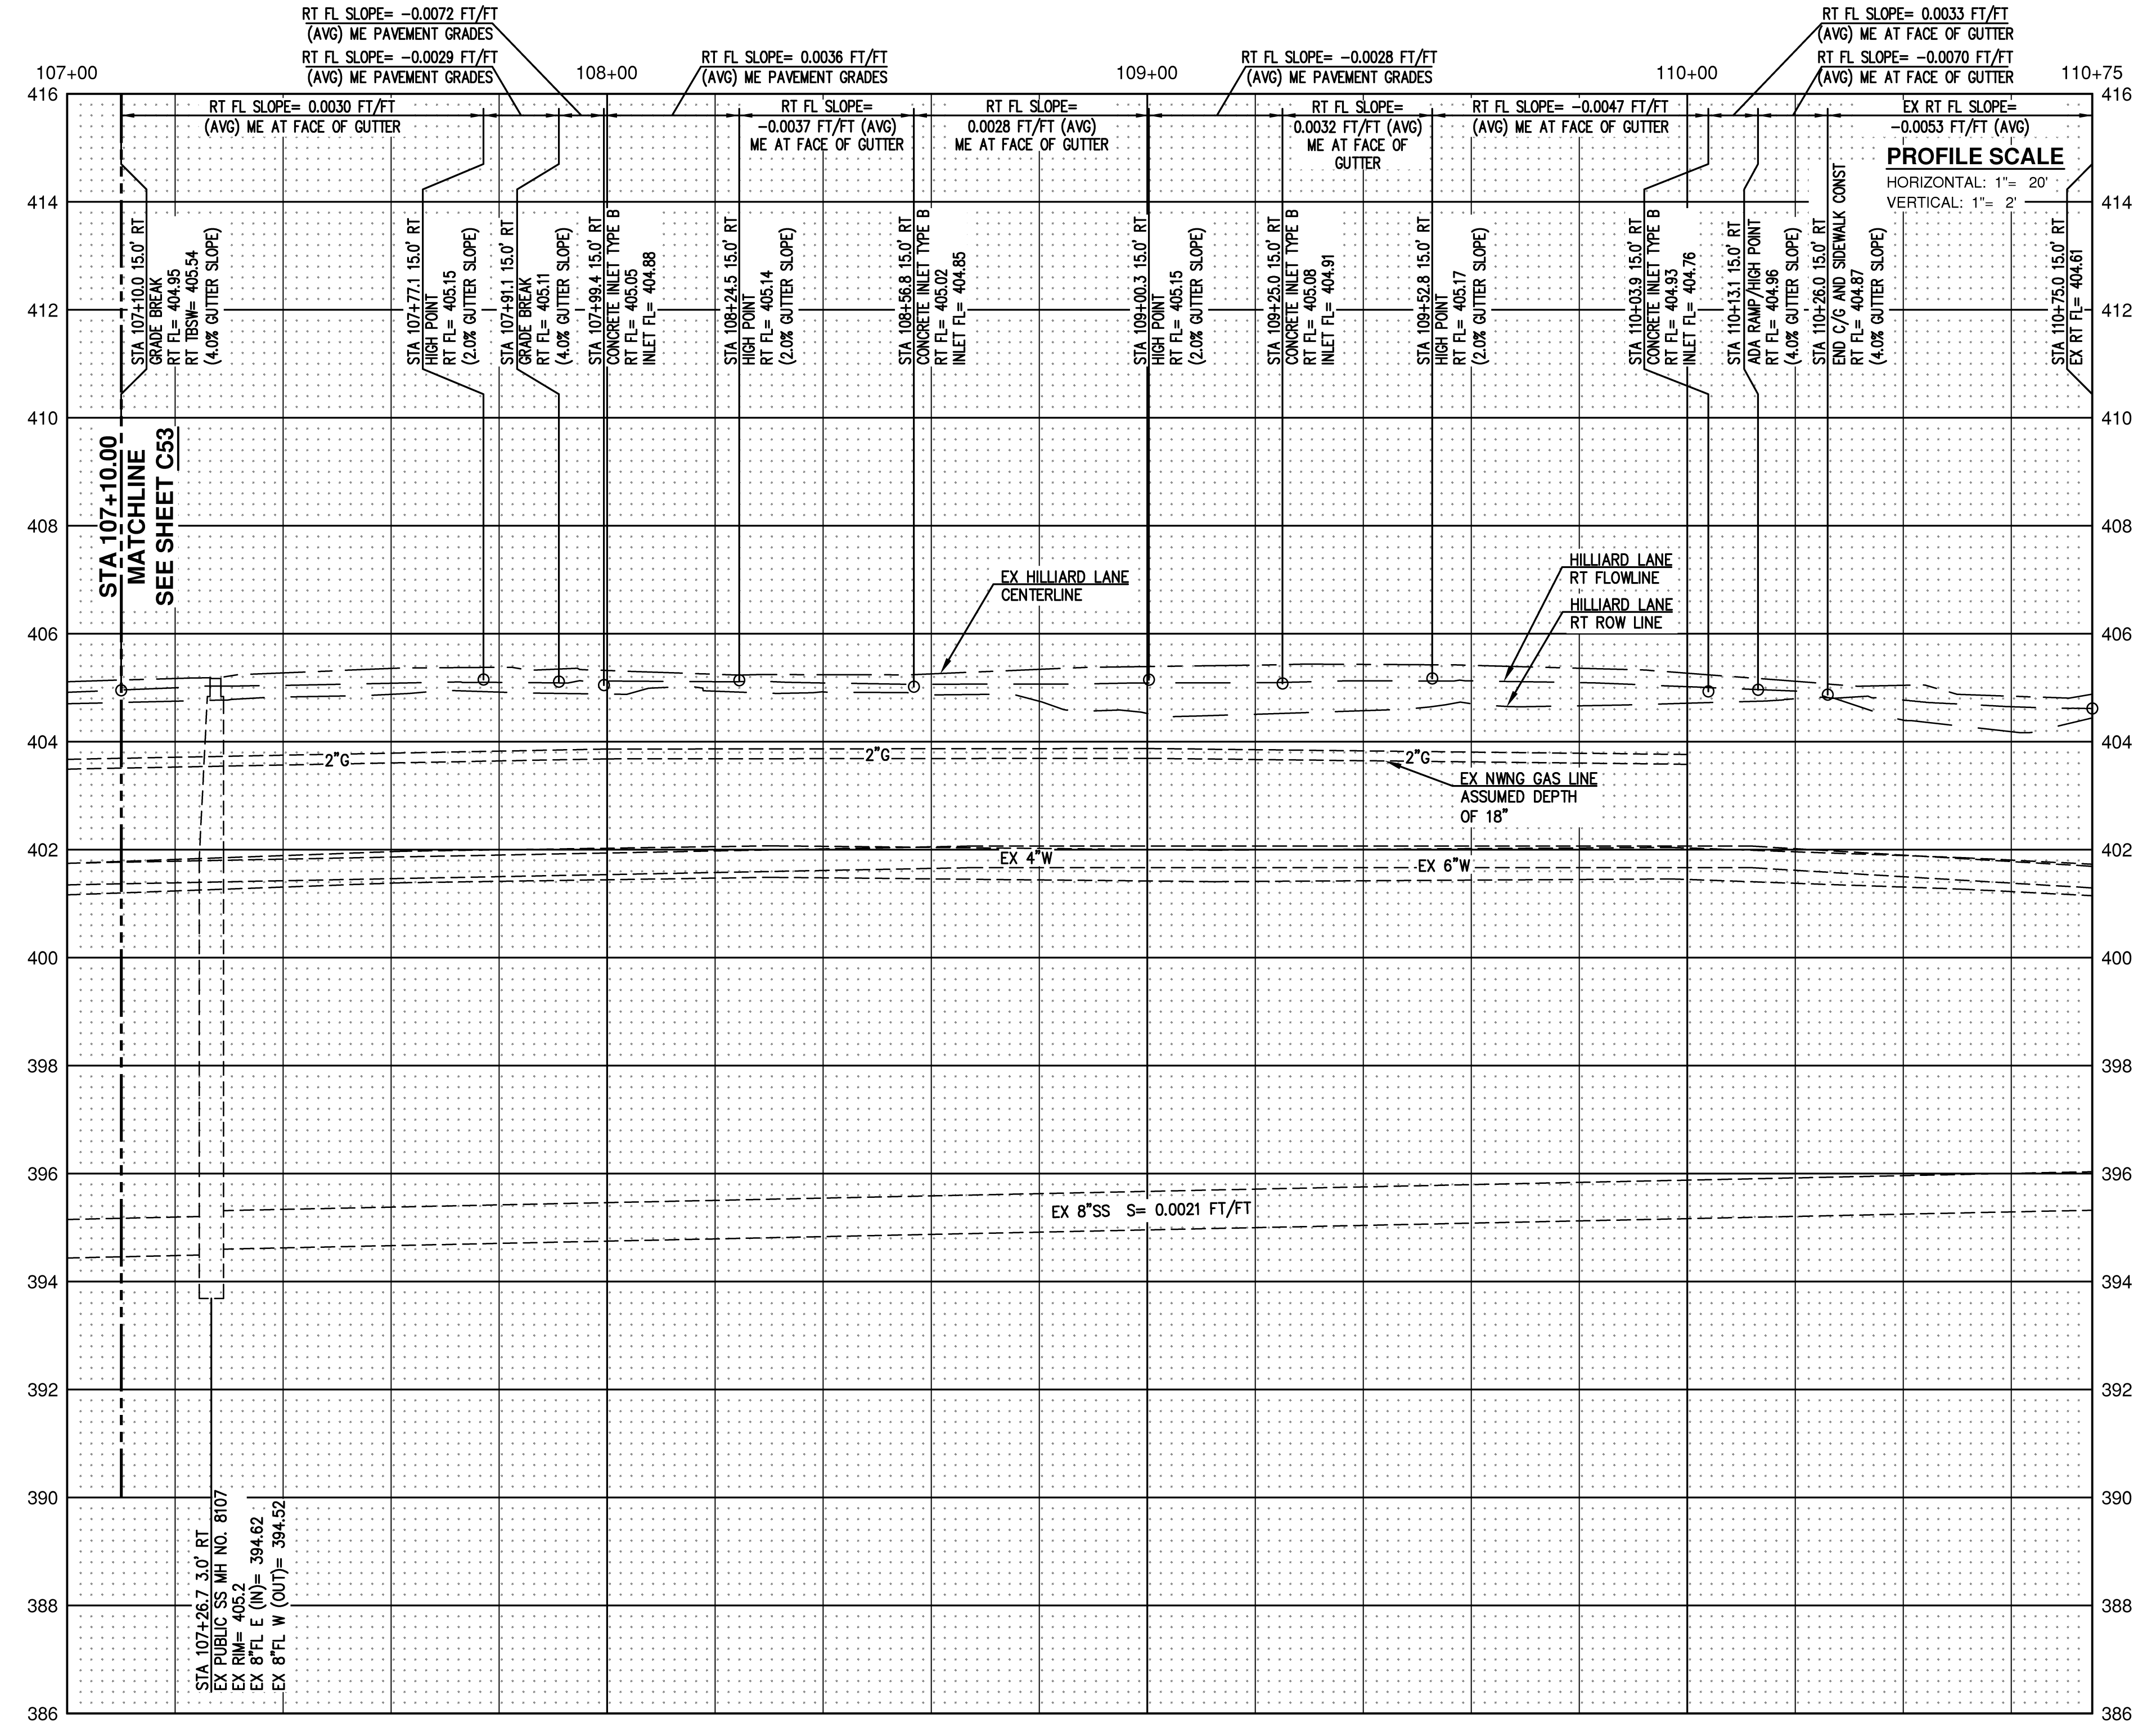 RT FL SLOPE= -0.0072 FT/FT
(AVG) ME PAVEMENT GRADES
RT FL SLOPE= -0.0029 FT/FT
(AVG) ME PAVEMENT GRADES
RT FL SLOPE= 0.0036 FT/FT
(AVG) ME PAVEMENT GRADES
RT FL SLOPE= -0.0028 FT/FT
(AVG) ME PAVEMENT GRADES
RT FL SLOPE= 0.0033 FT/FT
(AVG) ME AT FACE OF GUTTER
RT FL SLOPE= -0.0070 FT/FT
(AVG) ME AT FACE OF GUTTER
107+00
108+00
109+00
110+00
110+75
RT FL SLOPE= 0.0030 FT/FT
(AVG) ME AT FACE OF GUTTER
RT FL SLOPE=
-0.0037 FT/FT (AVG)
ME AT FACE OF GUTTER
RT FL SLOPE=
0.0028 FT/FT (AVG)
ME AT FACE OF GUTTER
RT FL SLOPE=
0.0032 FT/FT (AVG)
ME AT FACE OF
GUTTER
RT FL SLOPE= -0.0047 FT/FT
(AVG) ME AT FACE OF GUTTER
EX RT FL SLOPE=
-0.0053 FT/FT (AVG)
PROFILE SCALE
HORIZONTAL: 1"= 20'
VERTICAL: 1"= 2'
STA 107+10.0 15.0' RT
GRADE BREAK
RT FL= 404.95
RT TBSW= 405.54
(4.0% GUTTER SLOPE)
STA 107+77.1 15.0' RT
HIGH POINT
RT FL= 405.15
(2.0% GUTTER SLOPE)
STA 107+91.1 15.0' RT
GRADE BREAK
RT FL= 405.11
(4.0% GUTTER SLOPE)
STA 107+99.4 15.0' RT
CONCRETE INLET TYPE B
RT FL= 405.05
INLET FL= 404.88
STA 108+24.5 15.0' RT
HIGH POINT
RT FL= 405.14
(2.0% GUTTER SLOPE)
STA 108+56.8 15.0' RT
CONCRETE INLET TYPE B
RT FL= 405.02
INLET FL= 404.85
STA 109+00.3 15.0' RT
HIGH POINT
RT FL= 405.15
(2.0% GUTTER SLOPE)
STA 109+25.0 15.0' RT
CONCRETE INLET TYPE B
RT FL= 405.08
INLET FL= 404.91
STA 109+52.8 15.0' RT
HIGH POINT
RT FL= 405.17
(2.0% GUTTER SLOPE)
STA 110+03.9 15.0' RT
CONCRETE INLET TYPE B
RT FL= 404.93
INLET FL= 404.76
STA 110+13.1 15.0' RT
ADA RAMP/HIGH POINT
RT FL= 404.96
(4.0% GUTTER SLOPE)
STA 110+26.0 15.0' RT
END C/G AND SIDEWALK CONST
RT FL= 404.87
(4.0% GUTTER SLOPE)
STA 110+75.0 15.0' RT
EX RT FL= 404.61
STA 107+10.00
MATCHLINE
SEE SHEET C53
EX HILLIARD LANE
CENTERLINE
HILLIARD LANE
RT FLOWLINE
HILLIARD LANE
RT ROW LINE
2"G
2"G
2"G
EX NWNG GAS LINE
ASSUMED DEPTH
OF 18"
EX 4"W
EX 6"W
EX 8"SS S= 0.0021 FT/FT
STA 107+26.7 3.0' RT
EX PUBLIC SS MH NO. 8107
EX RIM= 405.2
EX 8"FL E (IN)= 394.62
EX 8"FL W (OUT)= 394.52
416
414
412
410
408
406
404
402
400
398
396
394
392
390
388
386
416
414
412
410
408
406
404
402
400
398
396
394
392
390
388
386